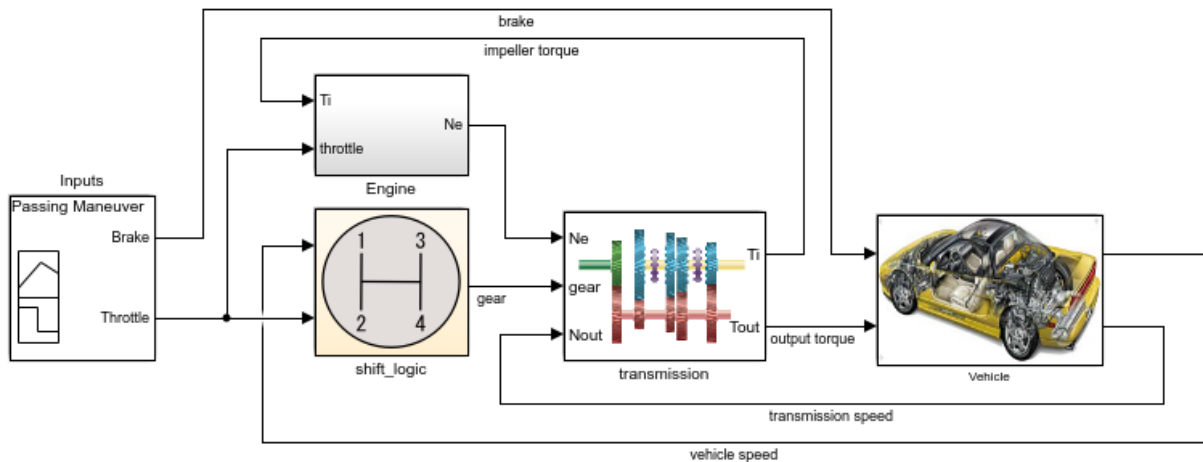 brake
impeller torque
Ti
Ne
throttle
Engine
Inputs
Passing Maneuver
Brake
Throttle
1 3
2 4
shift_logic
gear
Ne
gear
Nout
Ti
Tout
transmission
output torque
Vehicle
transmission speed
vehicle speed